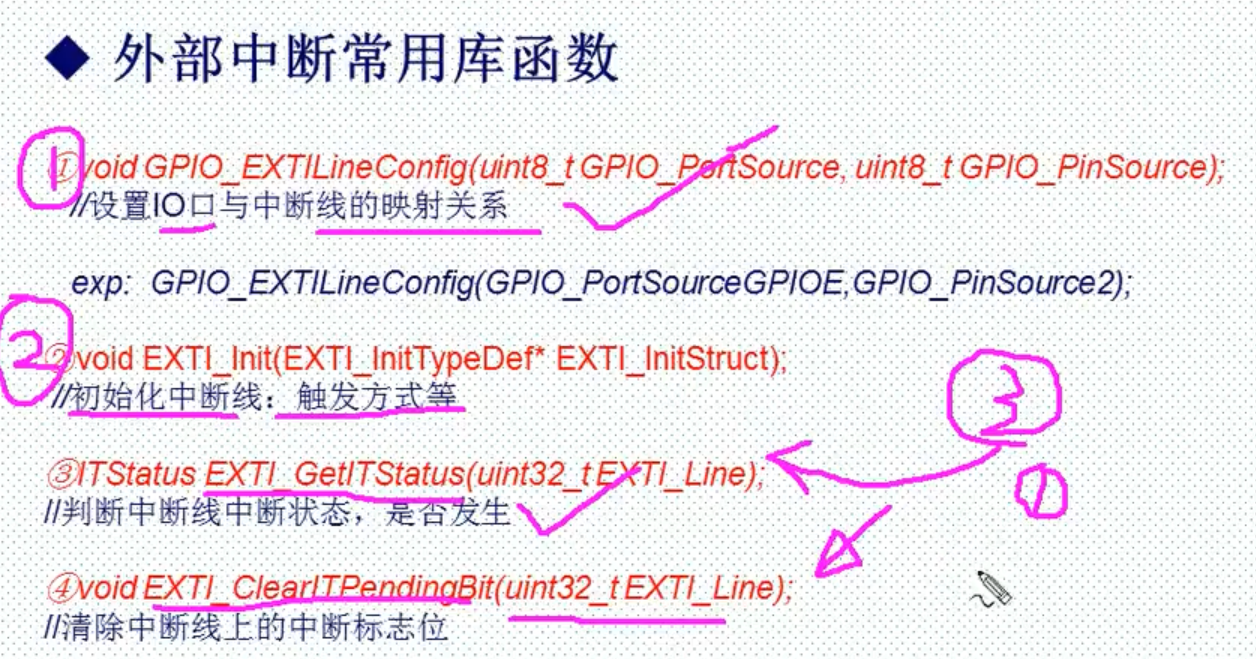 ◆ 外部中断常用库函数
1 ①void GPIO_EXTILineConfig(uint8_t GPIO_PortSource, uint8_t GPIO_PinSource);
//设置IO口与中断线的映射关系
exp: GPIO_EXTILineConfig(GPIO_PortSourceGPIOE,GPIO_PinSource2);
2 ②void EXTI_Init(EXTI_InitTypeDef* EXTI_InitStruct);
//初始化中断线：触发方式等
3
③ITStatus EXTI_GetITStatus(uint32_t EXTI_Line);
1
//判断中断线中断状态，是否发生
④void EXTI_ClearITPendingBit(uint32_t EXTI_Line);
//清除中断线上的中断标志位